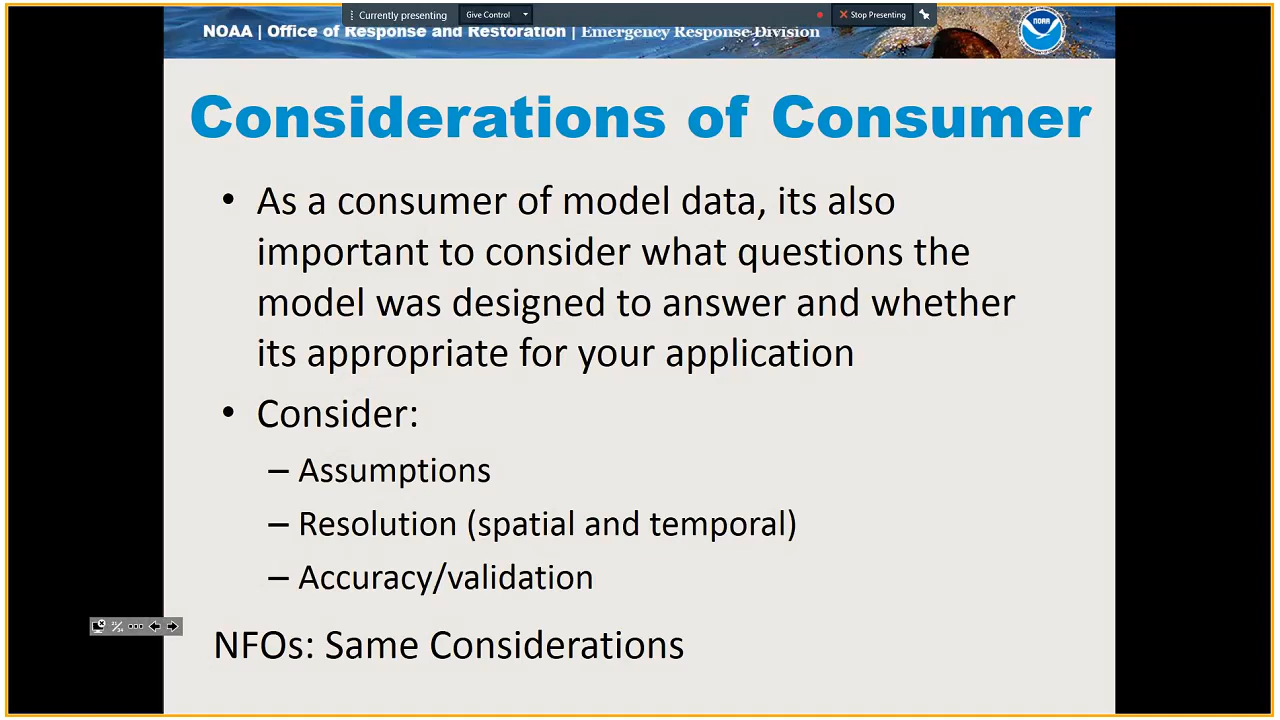 Currently presenting
Give Control
Stop Presenting
NOAA | Office of Response and Restoration | Emergency Response Division
NOAA
Considerations of Consumer
• As a consumer of model data, its also
important to consider what questions the
model was designed to answer and whether
its appropriate for your application
• Consider:
– Assumptions
– Resolution (spatial and temporal)
– Accuracy/validation
NFOs: Same Considerations